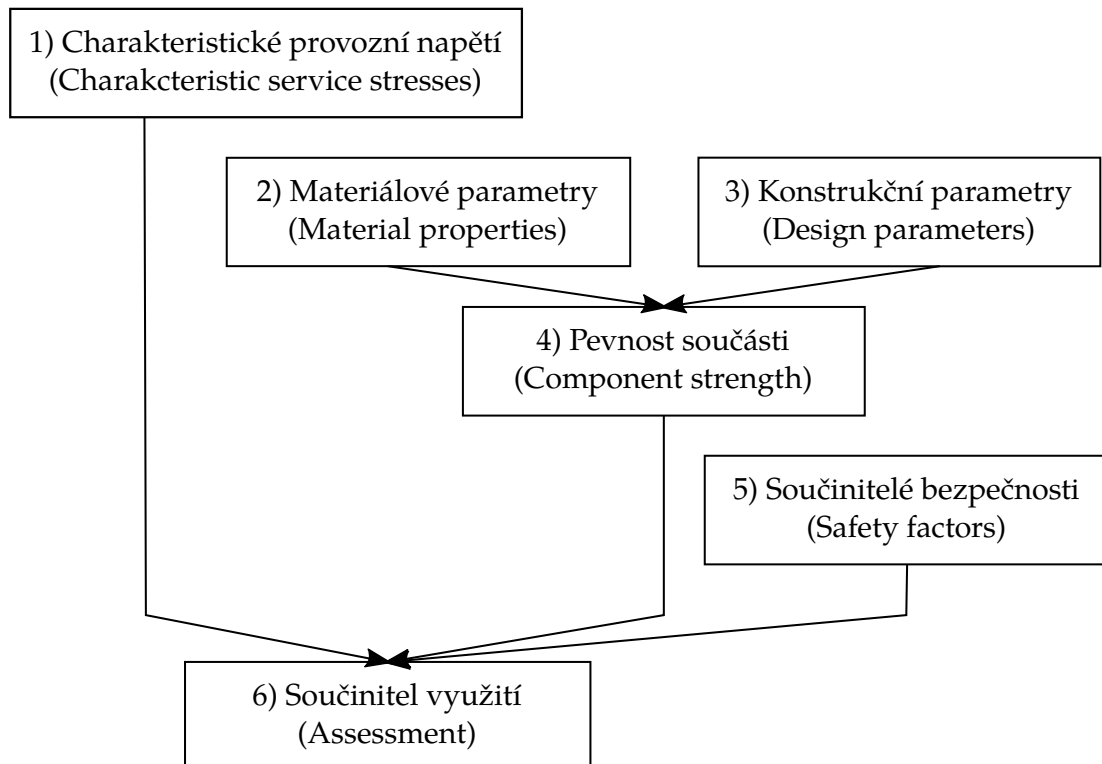 1) Charakteristické provozní napětí
(Charakcteristic service stresses)
2) Materiálové parametry
(Material properties)
3) Konstrukční parametry
(Design parameters)
4) Pevnost součásti
(Component strength)
5) Součinitelé bezpečnosti
(Safety factors)
6) Součinitel využití
(Assessment)